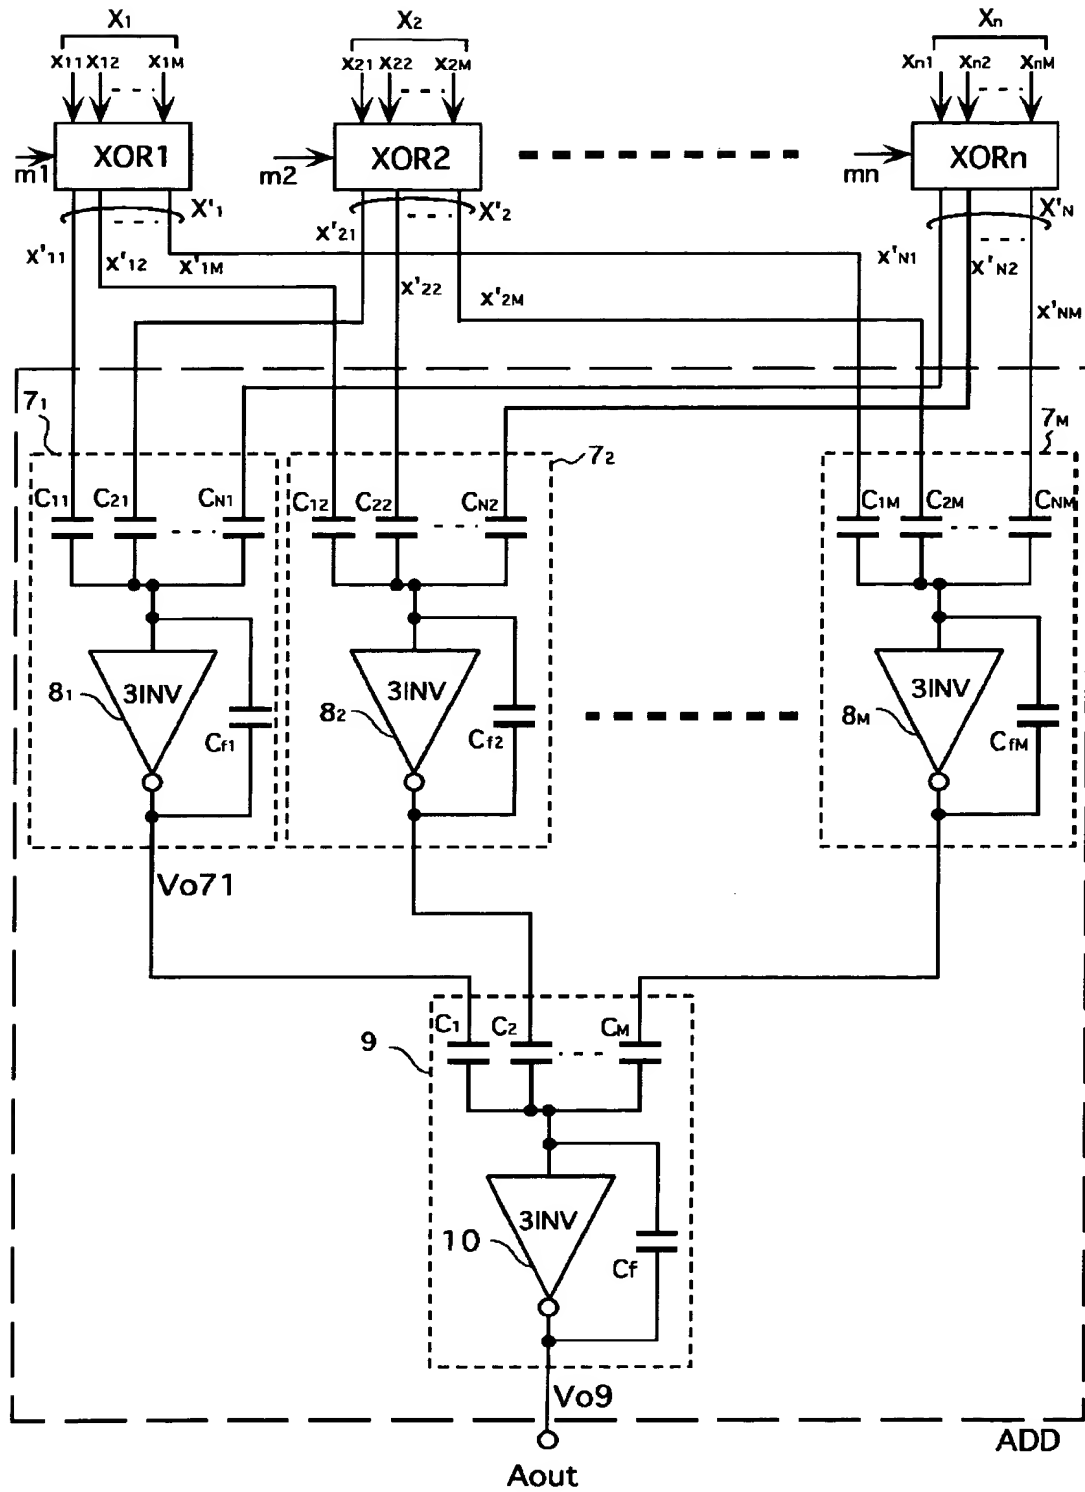 X1 X2 Xn
x11 x12 x1M x21 x22 x2M xn1 xn2 xnM
XOR1 XOR2 XORn
m1 m2 mn
X'1 X'2 X'N
x'11 x'12 x'1M x'21 x'22 x'2M x'N1 x'N2 x'NM
71 72 7M
C11 C21 CN1 C12 C22 CN2 C1M C2M CNM
3INV 3INV 3INV
81 82 8M
Cf1 Cf2 CfM
Vo71
C1 C2 CM
9
3INV
10
Cf
Vo9
ADD
Aout